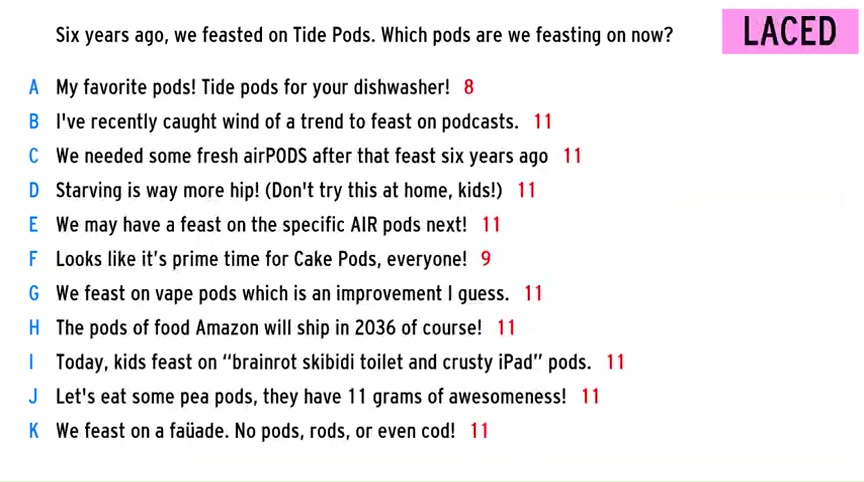 Six years ago, we feasted on Tide Pods. Which pods are we feasting on now?
LACED
A My favorite pods! Tide pods for your dishwasher! 8
B I've recently caught wind of a trend to feast on podcasts. 11
C We needed some fresh airPODS after that feast six years ago 11
D Starving is way more hip! (Don't try this at home, kids!) 11
E We may have a feast on the specific AIR pods next! 11
F Looks like it’s prime time for Cake Pods, everyone! 9
G We feast on vape pods which is an improvement I guess. 11
H The pods of food Amazon will ship in 2036 of course! 11
I Today, kids feast on “brainrot skibidi toilet and crusty iPad” pods. 11
J Let's eat some pea pods, they have 11 grams of awesomeness! 11
K We feast on a faüade. No pods, rods, or even cod! 11